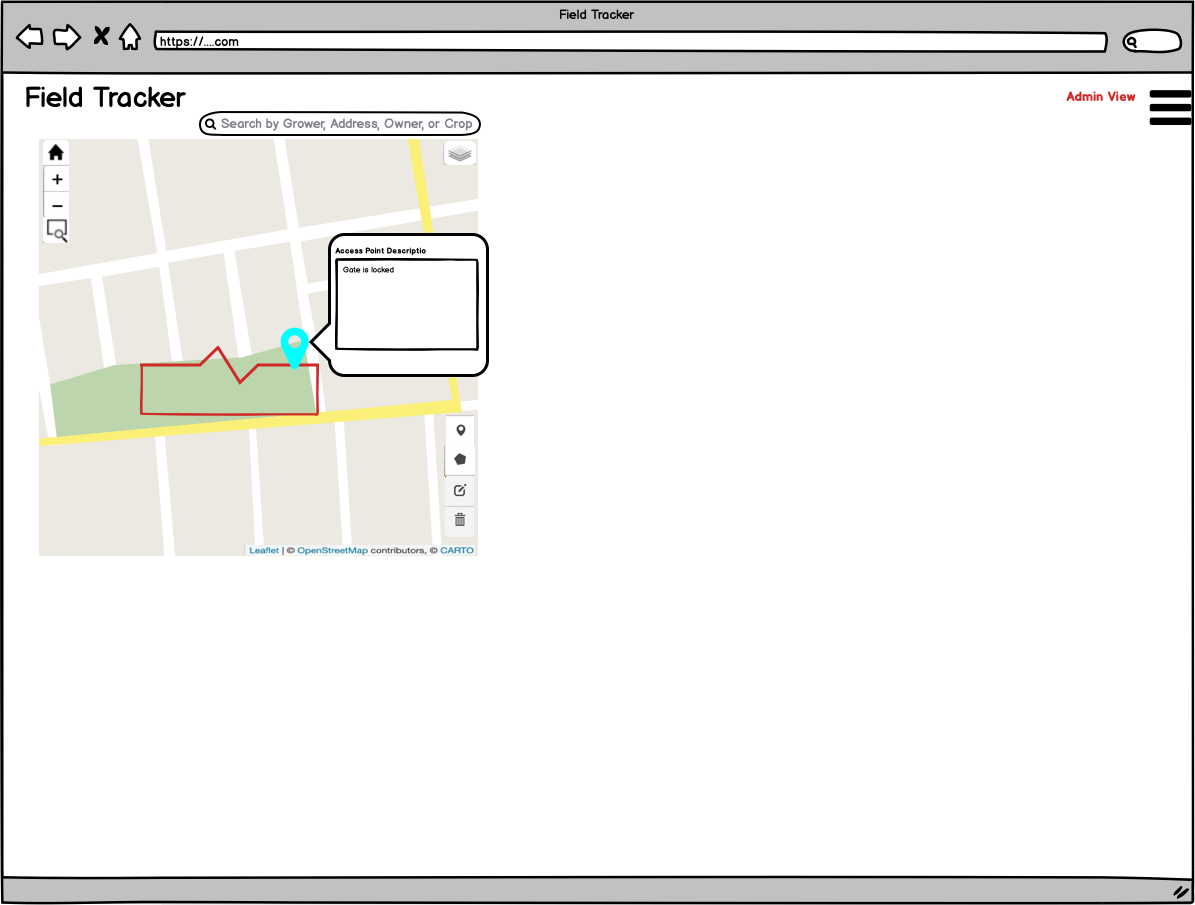 Field Tracker
https://....com
Field Tracker
Admin View
Search by Grower, Address, Owner, or Crop
+
−
Access Point Descriptio
Gate is locked
Leaflet | © OpenStreetMap contributors, © CARTO